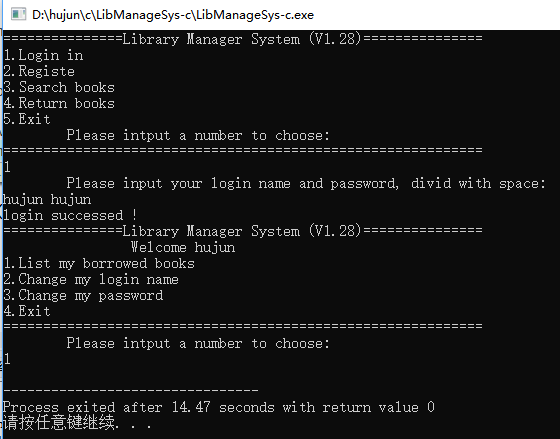 D:\hujun\c\LibManageSys-c\LibManageSys-c.exe
===============Library Manager System (V1.28)===============
1.Login in
2.Registe
3.Search books
4.Return books
5.Exit
Please intput a number to choose:
============================================================
1
Please input your login name and password, divid with space:
hujun hujun
login successed !
===============Library Manager System (V1.28)===============
Welcome hujun
1.List my borrowed books
2.Change my login name
3.Change my password
4.Exit
============================================================
Please intput a number to choose:
1
--------------------------------
Process exited after 14.47 seconds with return value 0
请按任意键继续. . .